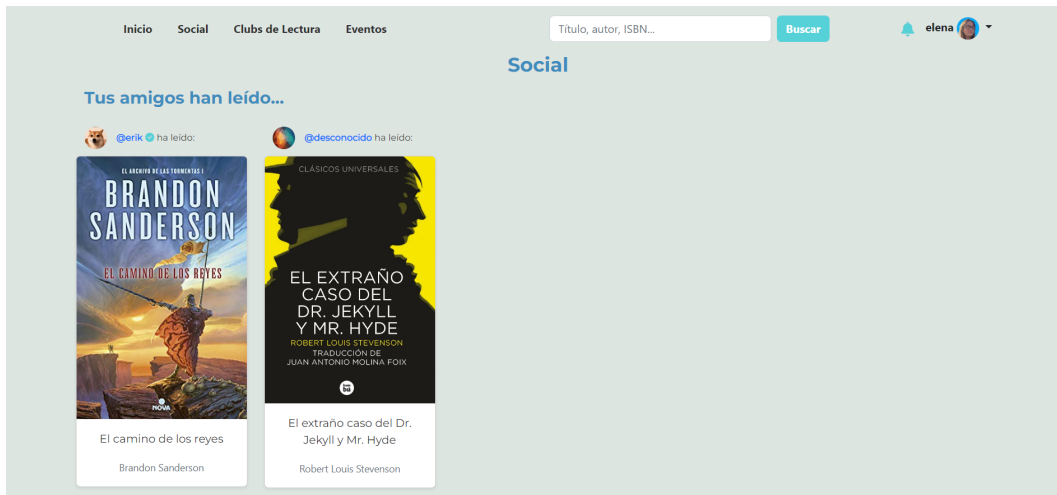 Inicio Social Clubs de Lectura Eventos Título, autor, ISBN... Buscar elena
Social
Tus amigos han leído...
@erik ha leído: @desconocido ha leído:
EL ARCHIVO DE LAS TORMENTAS I
BRANDON
SANDERSON
EL CAMINO DE LOS REYES
NOVA
El camino de los reyes
Brandon Sanderson
CLÁSICOS UNIVERSALES
EL EXTRAÑO
CASO DEL
DR. JEKYLL
Y MR. HYDE
ROBERT LOUIS STEVENSON
TRADUCCIÓN DE
JUAN ANTONIO MOLINA FOIX
El extraño caso del Dr.
Jekyll y Mr. Hyde
Robert Louis Stevenson